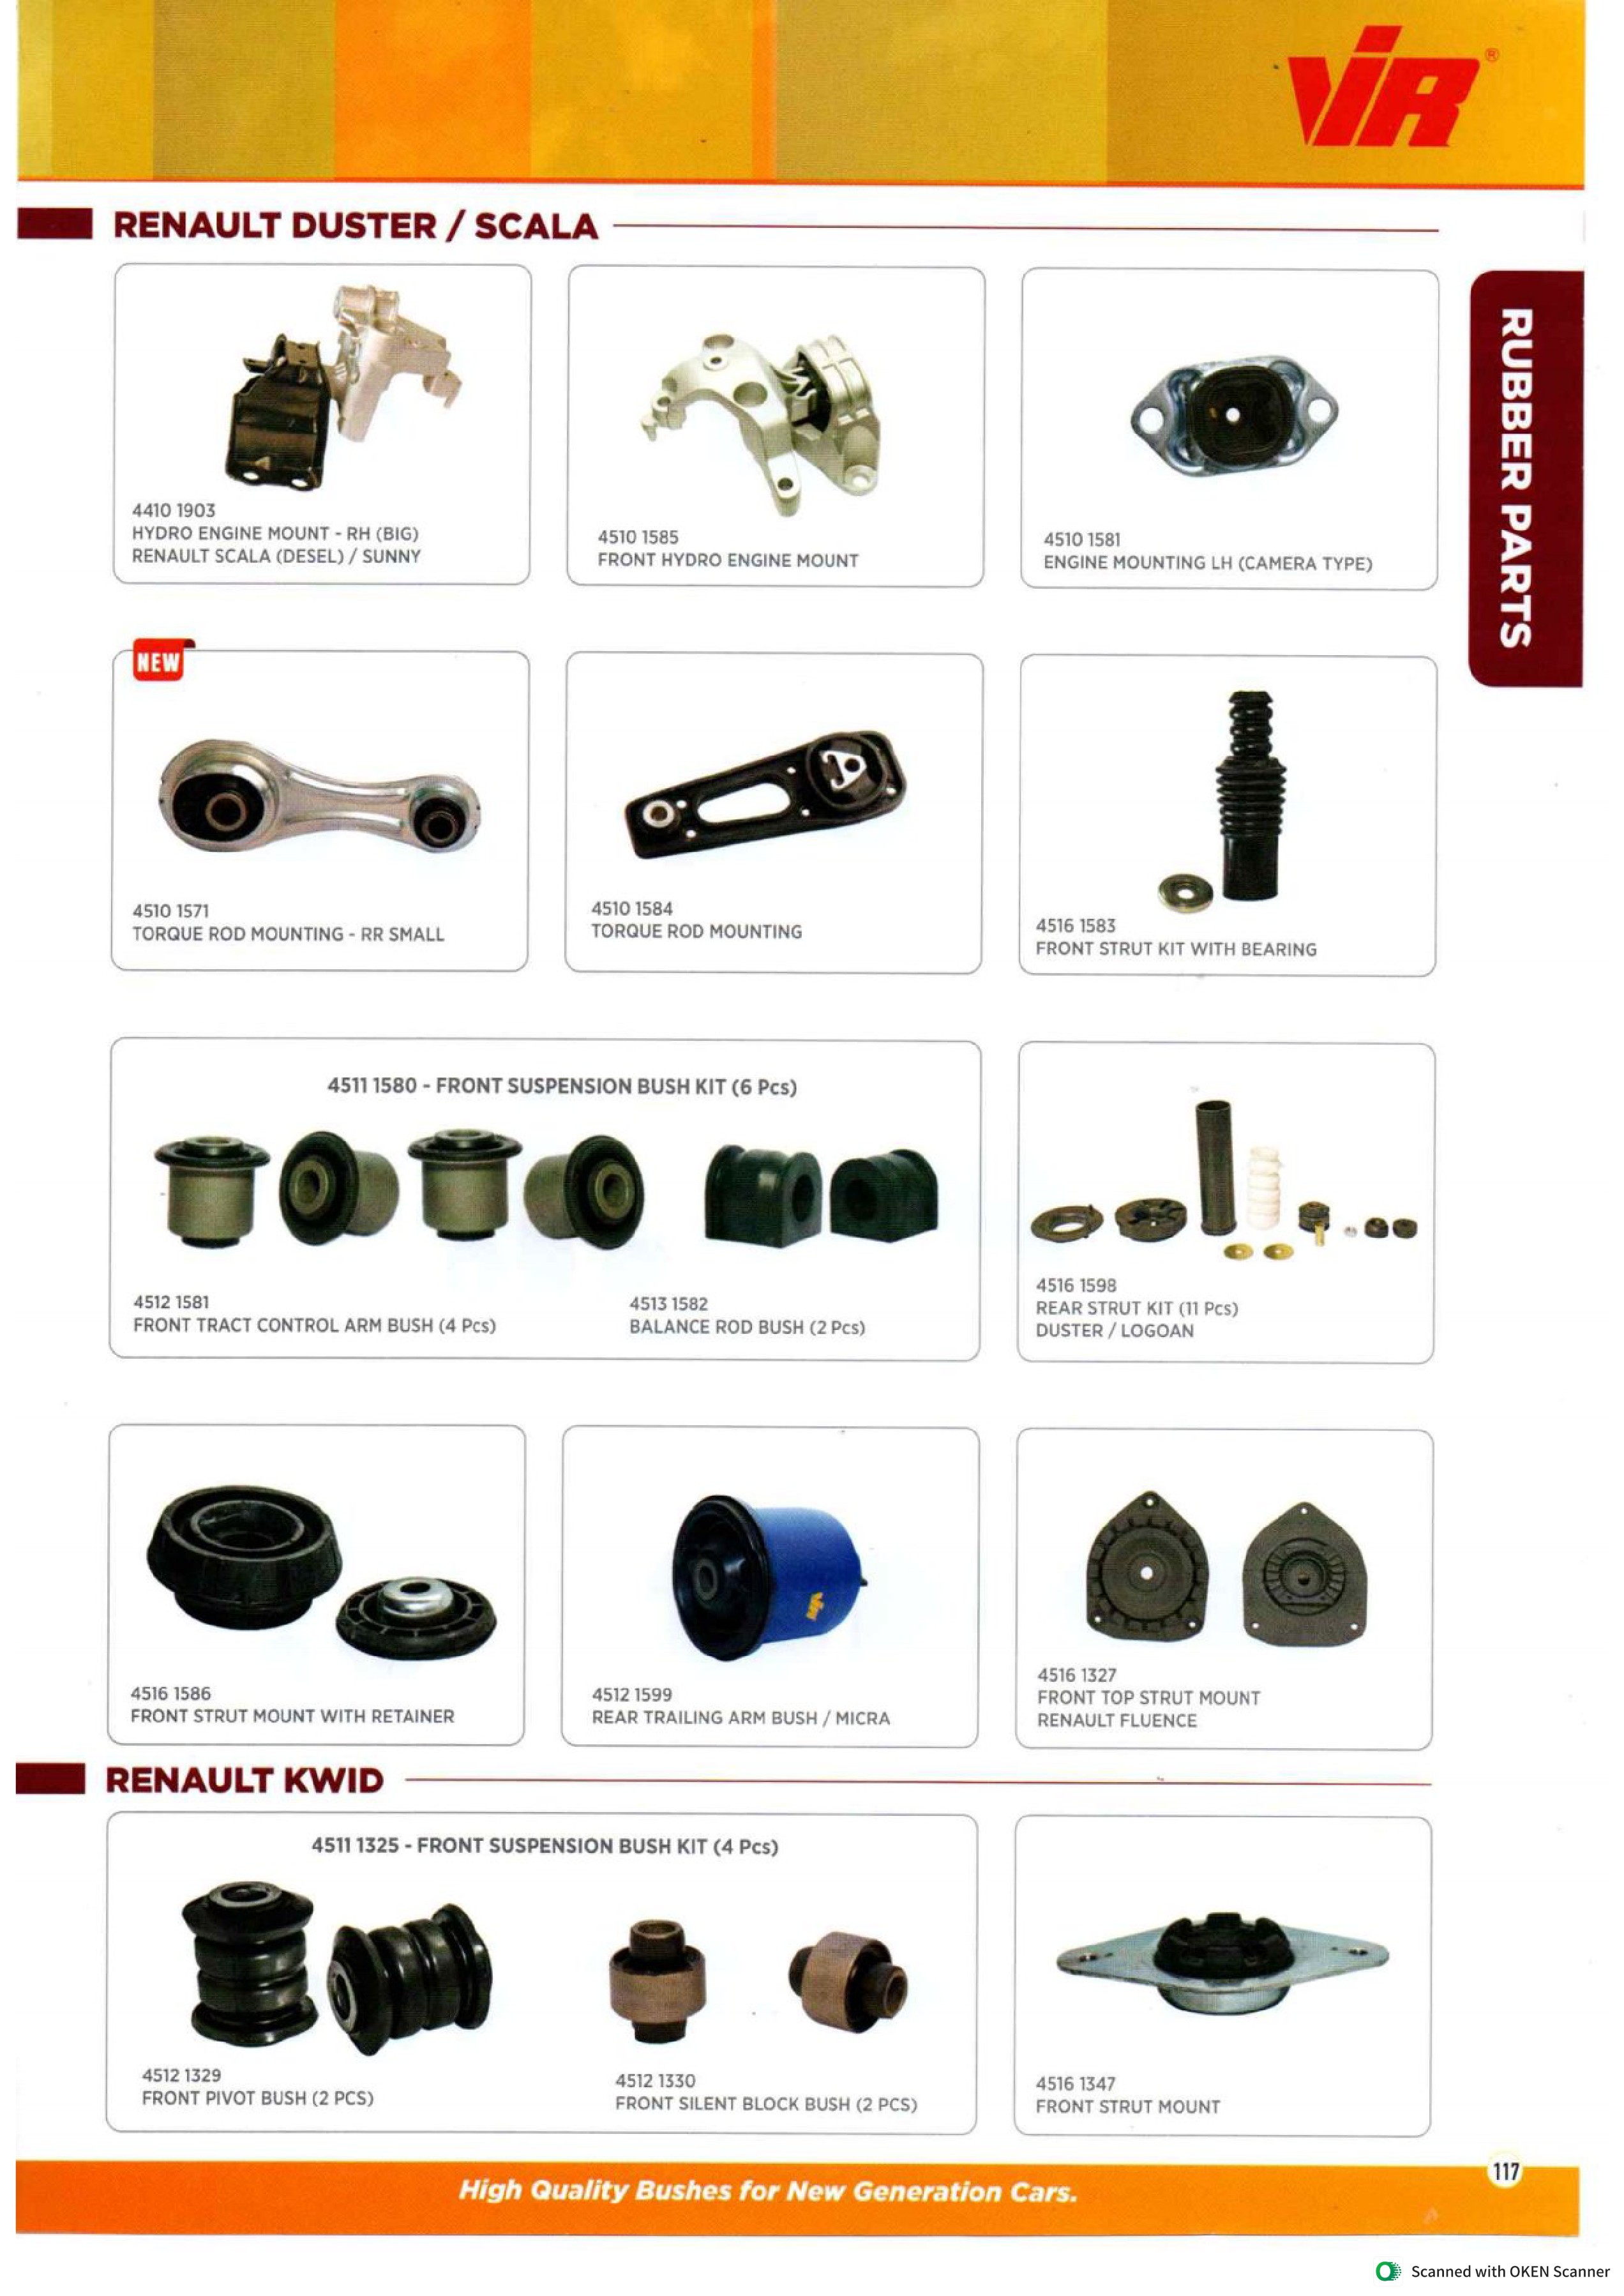 ViR®
RENAULT DUSTER / SCALA
RUBBER PARTS
4410 1903
HYDRO ENGINE MOUNT - RH (BIG)
RENAULT SCALA (DESEL) / SUNNY
4510 1585
FRONT HYDRO ENGINE MOUNT
4510 1581
ENGINE MOUNTING LH (CAMERA TYPE)
NEW
4510 1571
TORQUE ROD MOUNTING - RR SMALL
4510 1584
TORQUE ROD MOUNTING
4516 1583
FRONT STRUT KIT WITH BEARING
4511 1580 - FRONT SUSPENSION BUSH KIT (6 Pcs)
4512 1581
FRONT TRACT CONTROL ARM BUSH (4 Pcs)
4513 1582
BALANCE ROD BUSH (2 Pcs)
4516 1598
REAR STRUT KIT (11 Pcs)
DUSTER / LOGOAN
4516 1586
FRONT STRUT MOUNT WITH RETAINER
ViR
4512 1599
REAR TRAILING ARM BUSH / MICRA
4516 1327
FRONT TOP STRUT MOUNT
RENAULT FLUENCE
RENAULT KWID
4511 1325 - FRONT SUSPENSION BUSH KIT (4 Pcs)
4512 1329
FRONT PIVOT BUSH (2 PCS)
4512 1330
FRONT SILENT BLOCK BUSH (2 PCS)
4516 1347
FRONT STRUT MOUNT
High Quality Bushes for New Generation Cars.
117
Scanned with OKEN Scanner